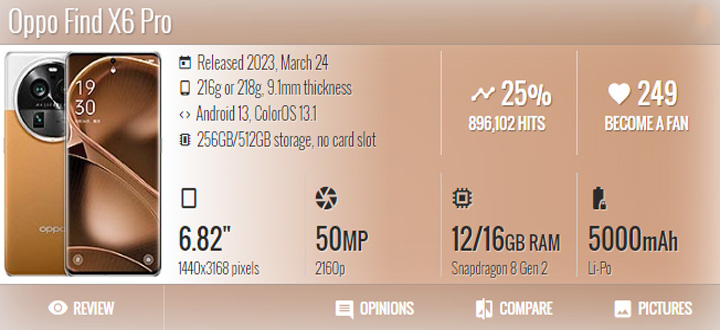 Oppo Find X6 Pro
Released 2023, March 24
216g or 218g, 9.1mm thickness
Android 13, ColorOS 13.1
256GB/512GB storage, no card slot
25%
896,102 HITS
249
BECOME A FAN
19
30
oppo
6.82"
1440x3168 pixels
50MP
2160p
12/16GB RAM
Snapdragon 8 Gen 2
5000mAh
Li-Po
REVIEW
OPINIONS
COMPARE
PICTURES